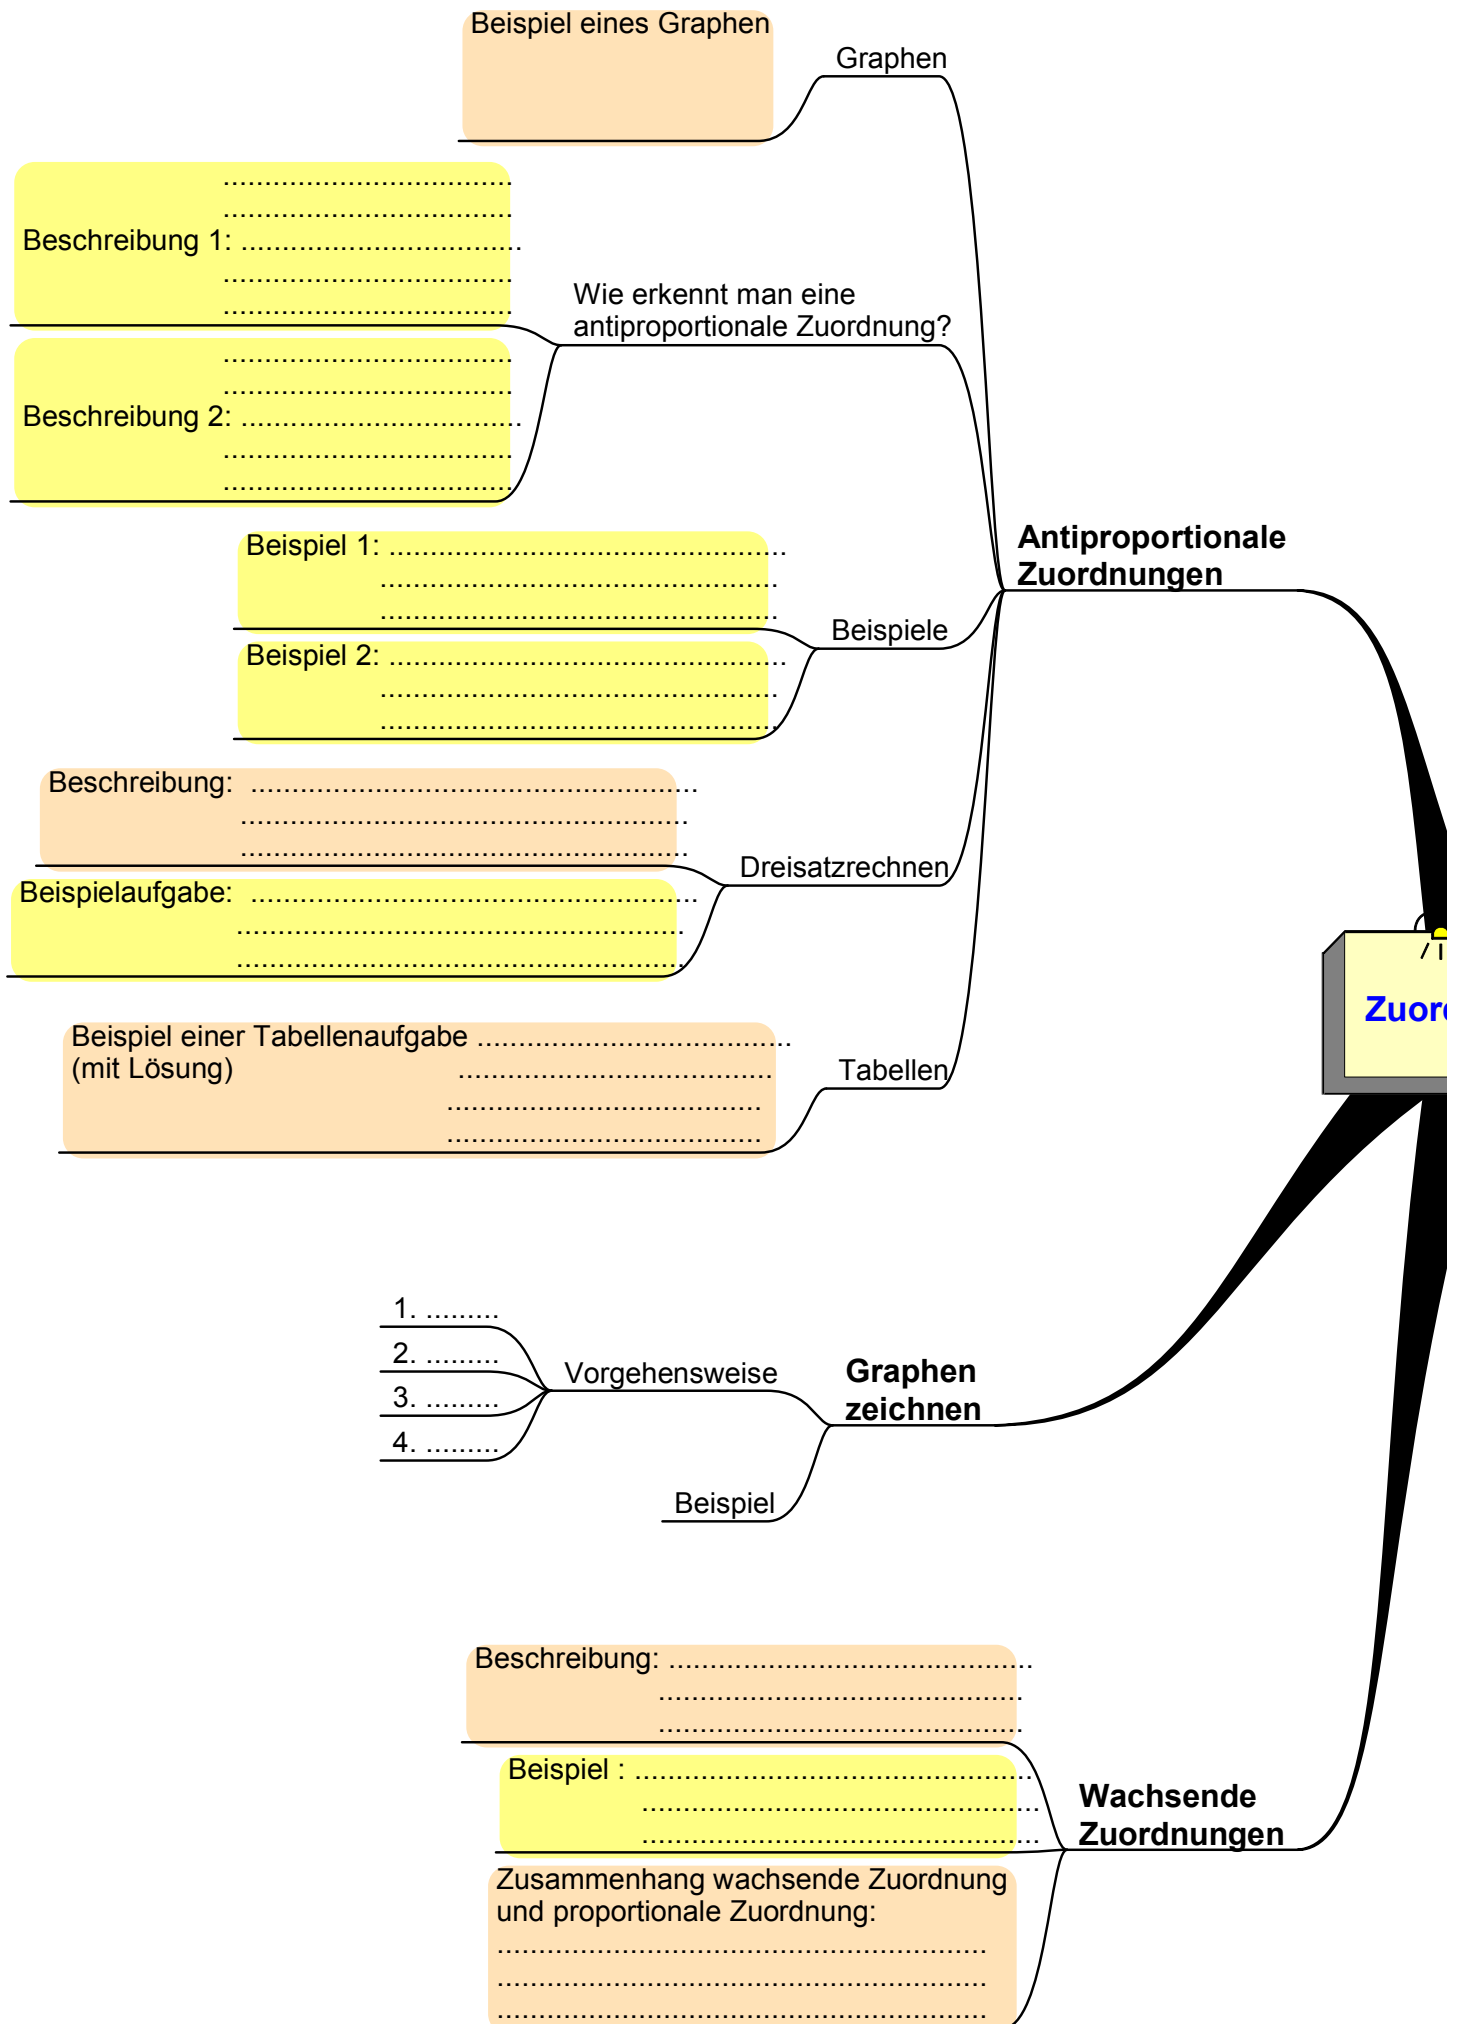 Beispiel eines Graphen
Graphen
...................................
...................................
Beschreibung 1: ..................................
...................................
...................................
Wie erkennt man eine
antiproportionale Zuordnung?
...................................
...................................
Beschreibung 2: ..................................
...................................
...................................
Antiproportionale
Zuordnungen
Beispiel 1: ................................................
................................................
................................................
Beispiele
Beispiel 2: ................................................
................................................
................................................
Beschreibung: ......................................................
......................................................
......................................................
Dreisatzrechnen
Beispielaufgabe: ......................................................
......................................................
......................................................
Beispiel einer Tabellenaufgabe ......................................
(mit Lösung) ......................................
......................................
......................................
Tabellen
1. .........
2. .........
3. .........
4. .........
Vorgehensweise
Graphen
zeichnen
Beispiel
Beschreibung: ............................................
............................................
............................................
Beispiel : ................................................
................................................
................................................
Wachsende
Zuordnungen
Zusammenhang wachsende Zuordnung
und proportionale Zuordnung:
...........................................................
...........................................................
...........................................................